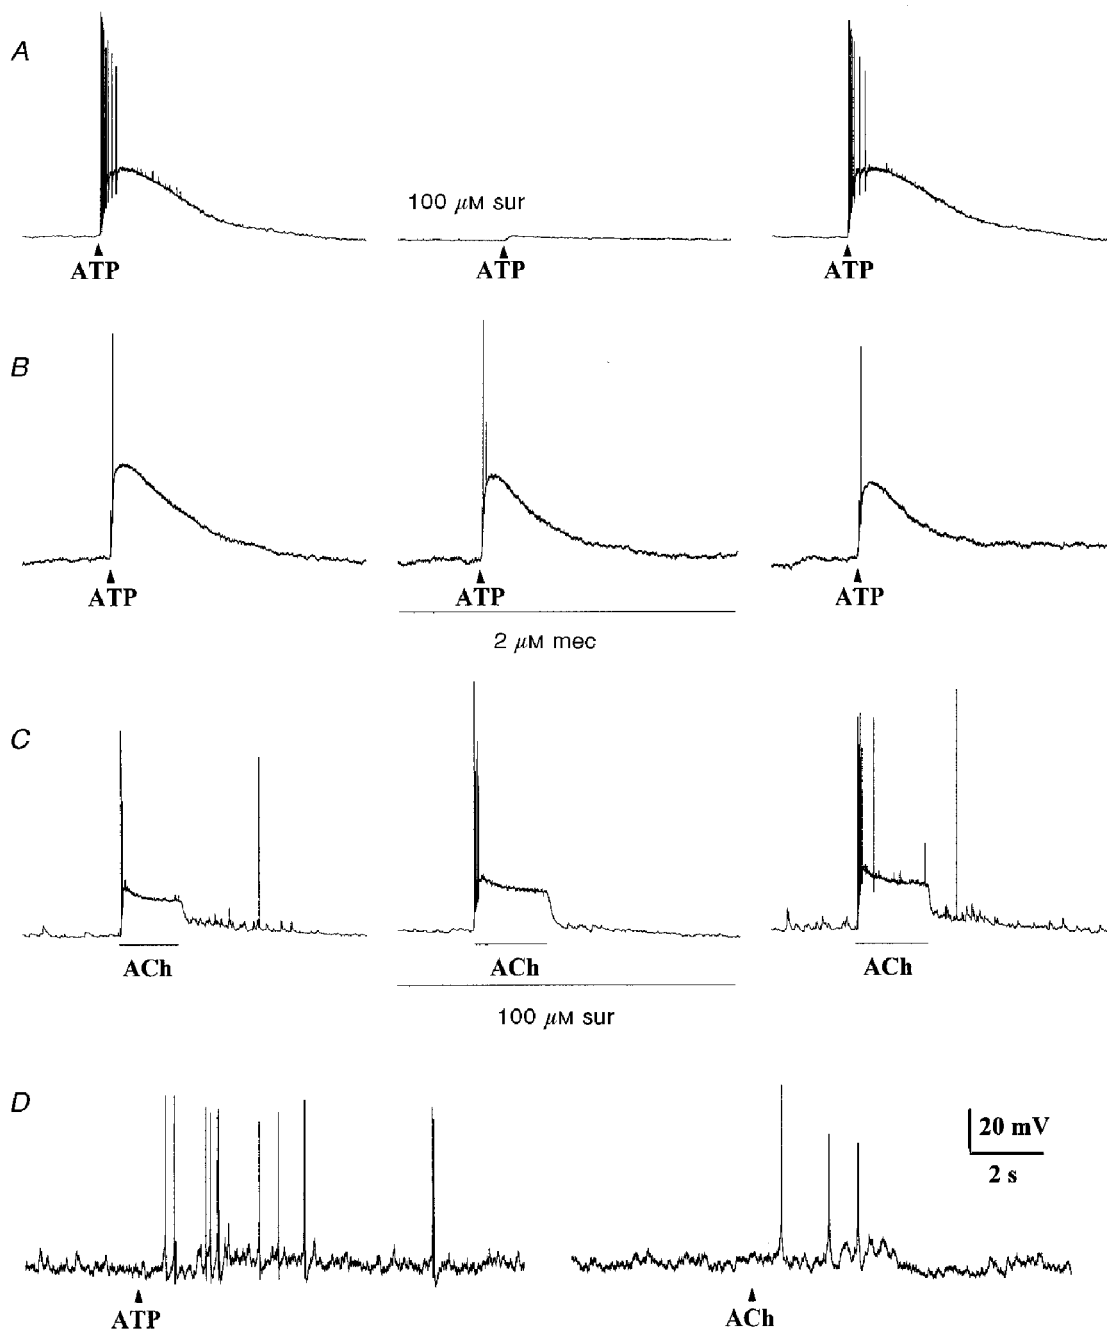 A
100 μM sur
ATP
ATP
ATP
B
ATP
ATP
ATP
2 μM mec
C
ACh
ACh
ACh
100 μM sur
D
20 mV
2 s
ATP
ACh